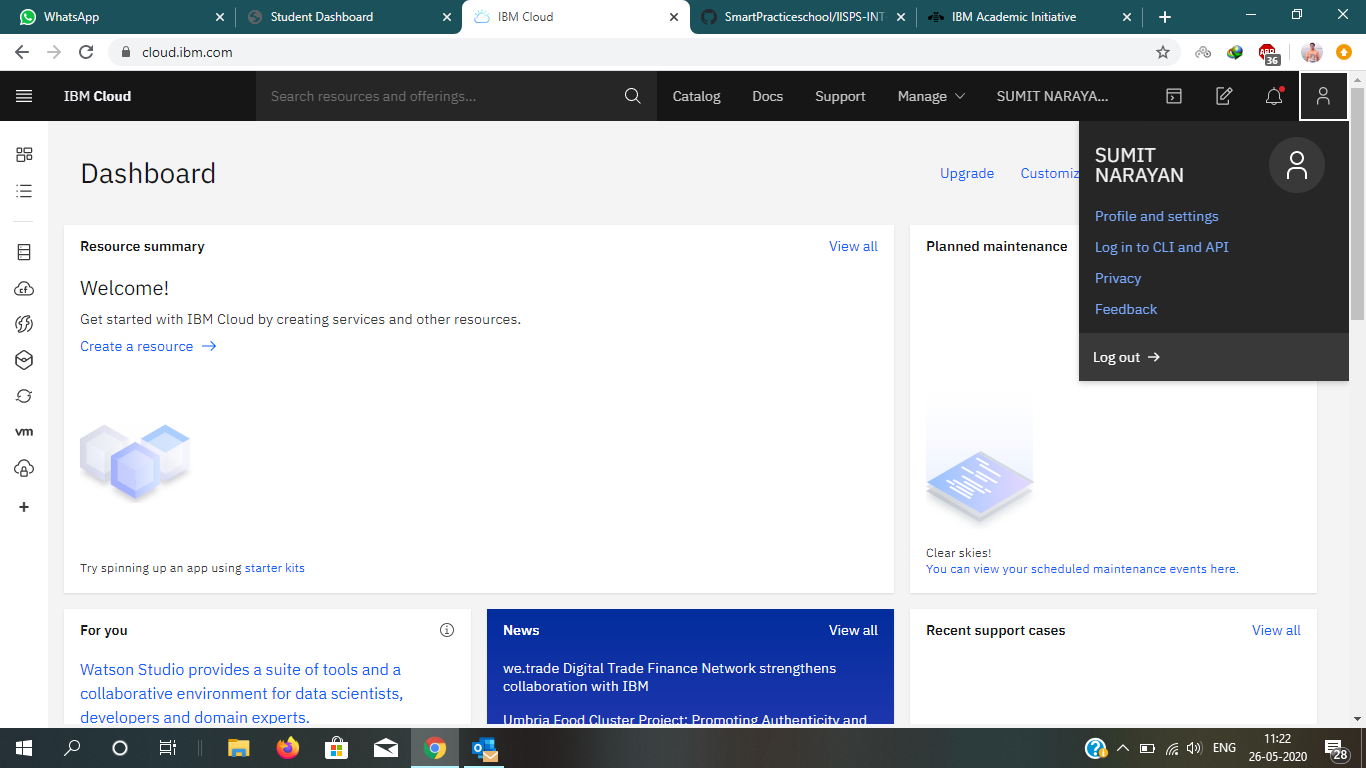 WhatsApp
Student Dashboard
IBM Cloud
SmartPracticeschool/IISPS-INT-
IBM Academic Initiative
cloud.ibm.com
ABP
36
IBM Cloud
Search resources and offerings...
Catalog
Docs
Support
Manage
SUMIT NARAYA...
Dashboard
Upgrade
Customiz
SUMIT
NARAYAN
Profile and settings
Log in to CLI and API
Privacy
Feedback
Log out
Resource summary
View all
Welcome!
Get started with IBM Cloud by creating services and other resources.
Create a resource
Try spinning up an app using starter kits
Planned maintenance
Clear skies!
You can view your scheduled maintenance events here.
cf
vm
For you
Watson Studio provides a suite of tools and a
collaborative environment for data scientists,
developers and domain experts.
News
View all
we.trade Digital Trade Finance Network strengthens
collaboration with IBM
Umbria Food Cluster Project: Promoting Authenticity and
Recent support cases
View all
ENG
11:22
26-05-2020
28